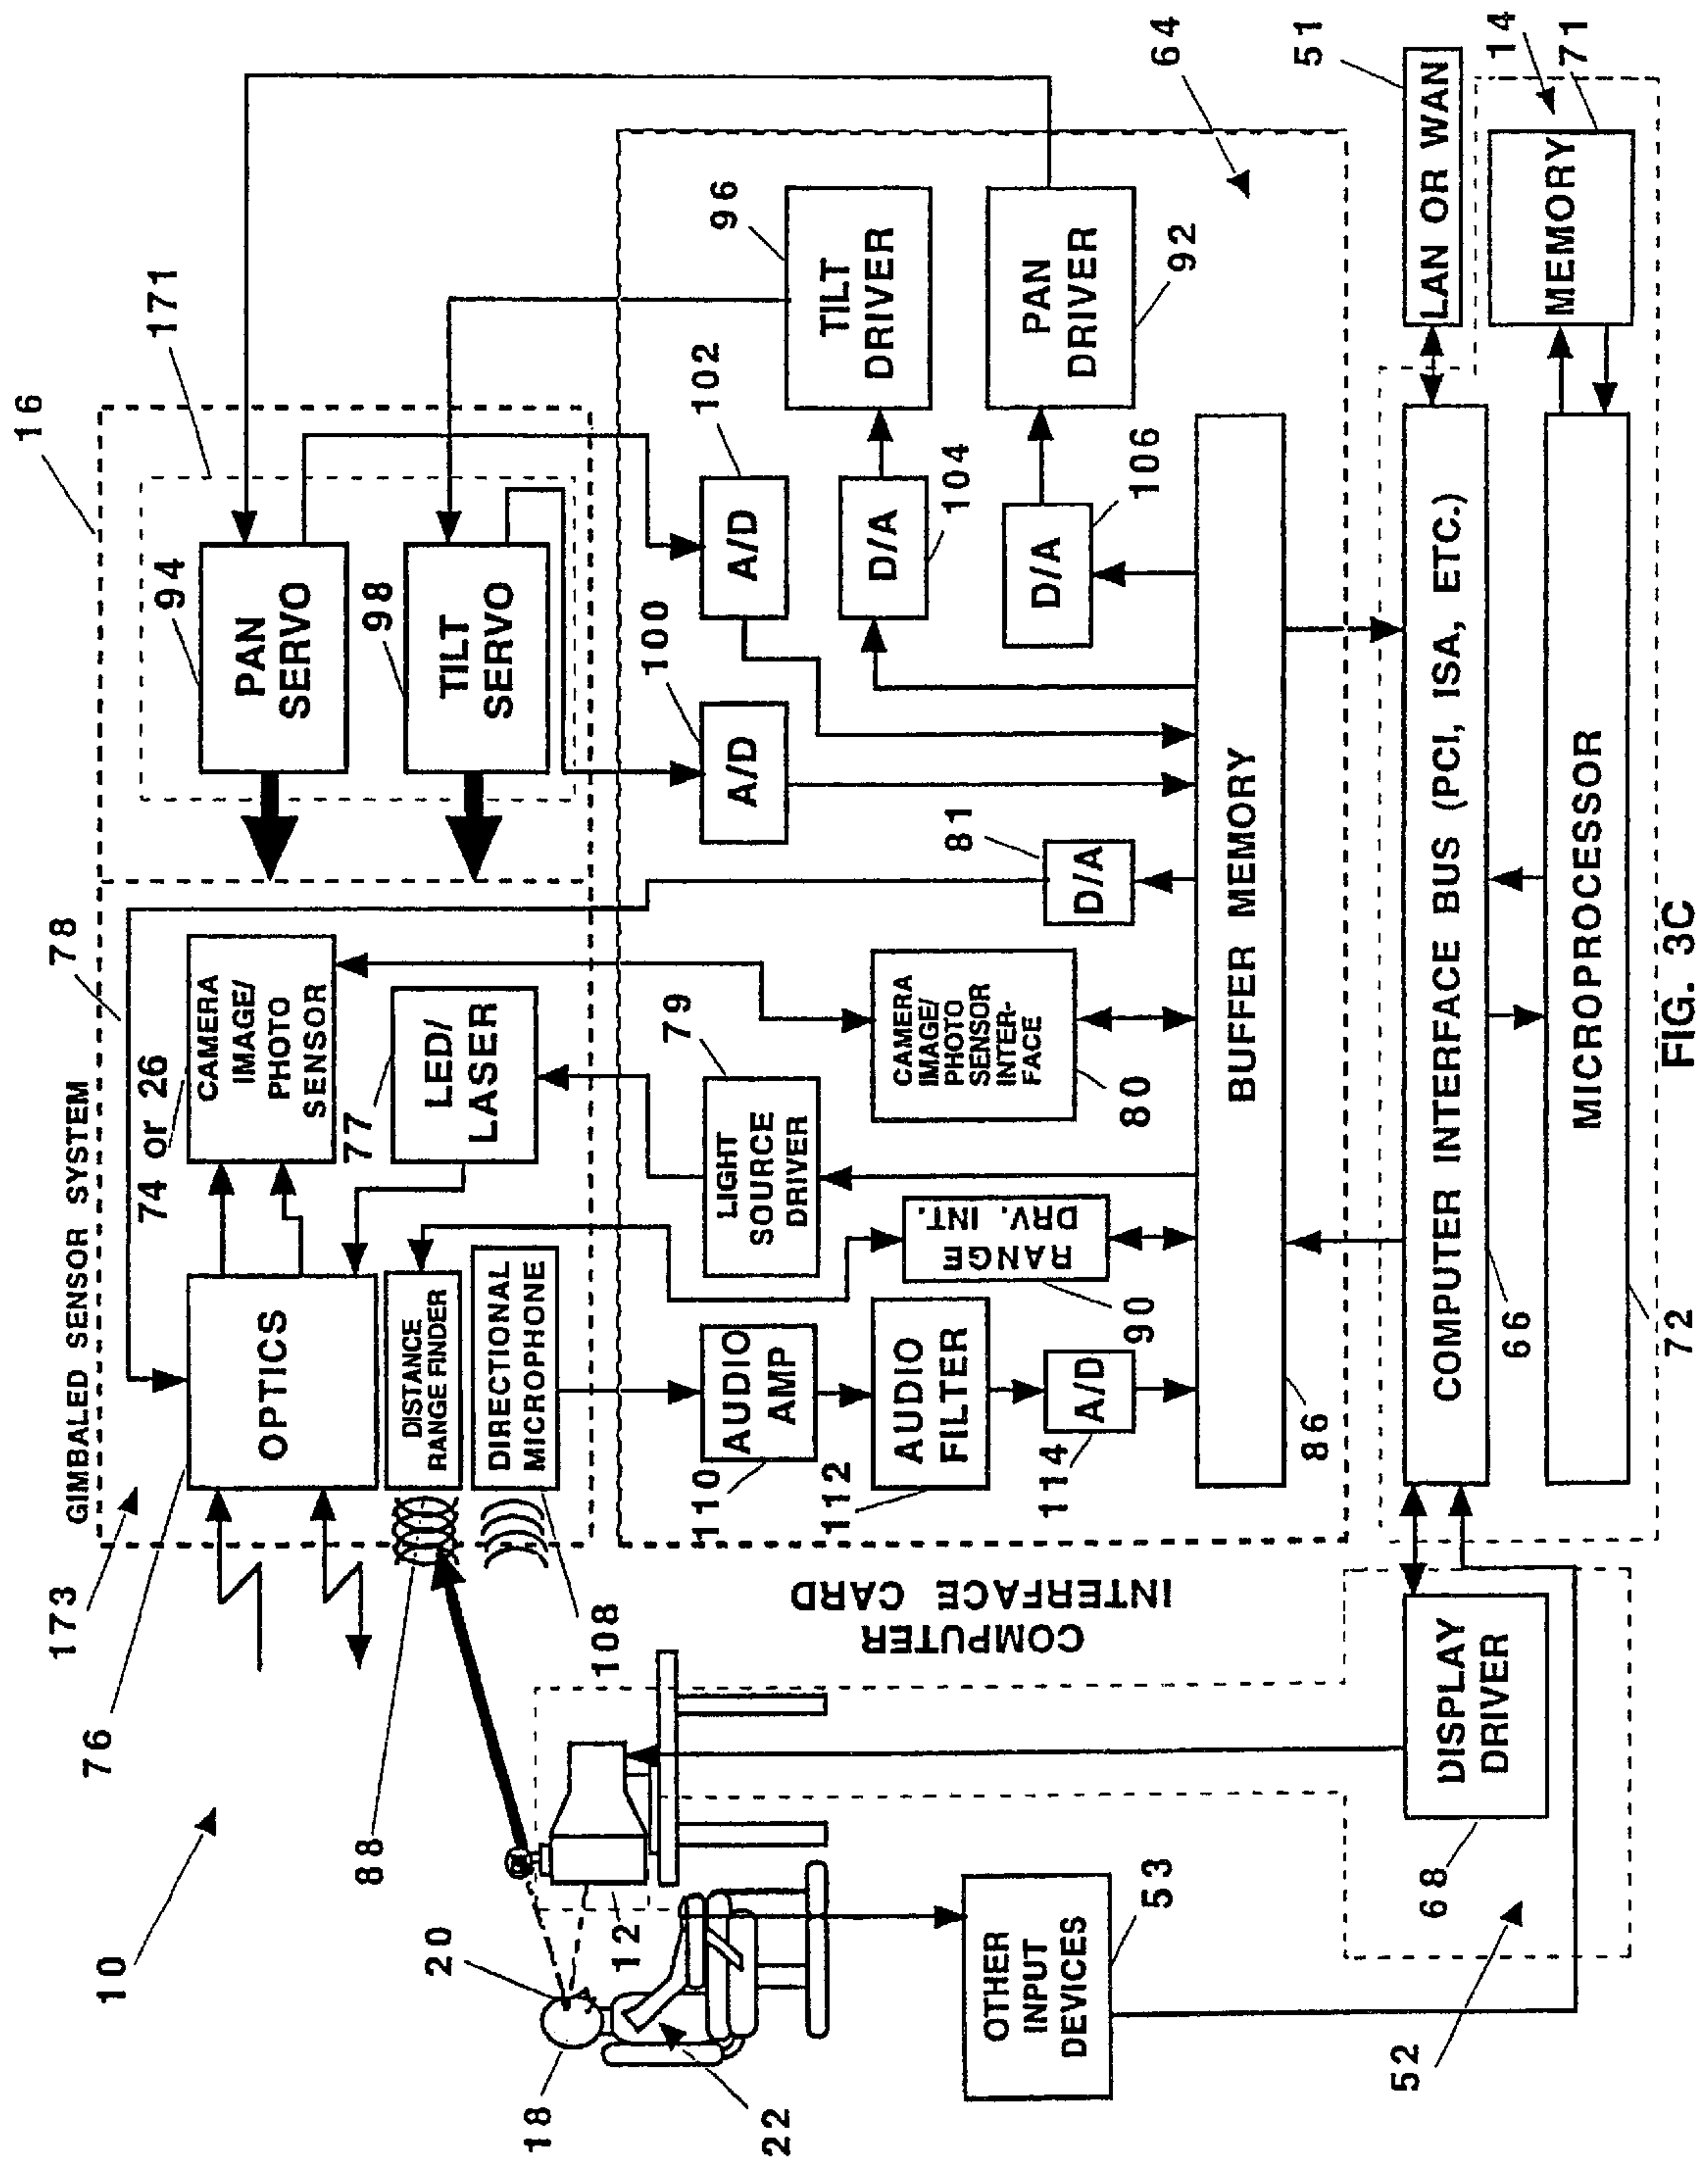 10
173
76
GIMBALED SENSOR SYSTEM
78
16
171
74 or 26
OPTICS
CAMERA
IMAGE/
PHOTO
SENSOR
94
PAN
SERVO
77
LED/
LASER
98
TILT
SERVO
DISTANCE
RANGE FINDER
DIRECTIONAL
MICROPHONE
88
108
20
18
12
22
110
AUDIO
AMP
79
LIGHT
SOURCE
DRIVER
100
A/D
102
A/D
96
TILT
DRIVER
112
AUDIO
FILTER
RANGE
DRV. INT.
90
CAMERA
IMAGE/
PHOTO
SENSOR
INTER-
FACE
80
81
D/A
D/A
104
D/A
106
PAN
DRIVER
92
64
114
A/D
COMPUTER
INTERFACE CARD
BUFFER MEMORY
86
OTHER
INPUT
DEVICES
53
52
68
DISPLAY
DRIVER
COMPUTER INTERFACE BUS (PCI, ISA, ETC.)
66
LAN OR WAN
51
14
MEMORY
71
MICROPROCESSOR
72
FIG. 3C